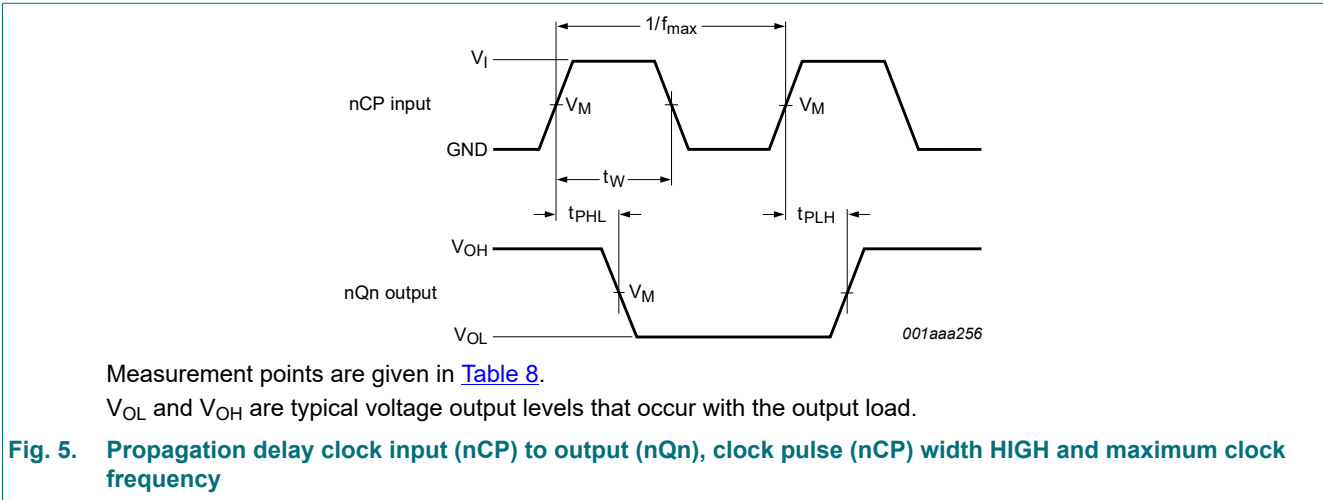 1/fmax
VI
nCP input
VM
VM
GND
tW
tPHL
tPLH
VOH
nQn output
VM
VOL
001aaa256
Measurement points are given in Table 8.
VOL and VOH are typical voltage output levels that occur with the output load.
Fig. 5. Propagation delay clock input (nCP) to output (nQn), clock pulse (nCP) width HIGH and maximum clock
frequency